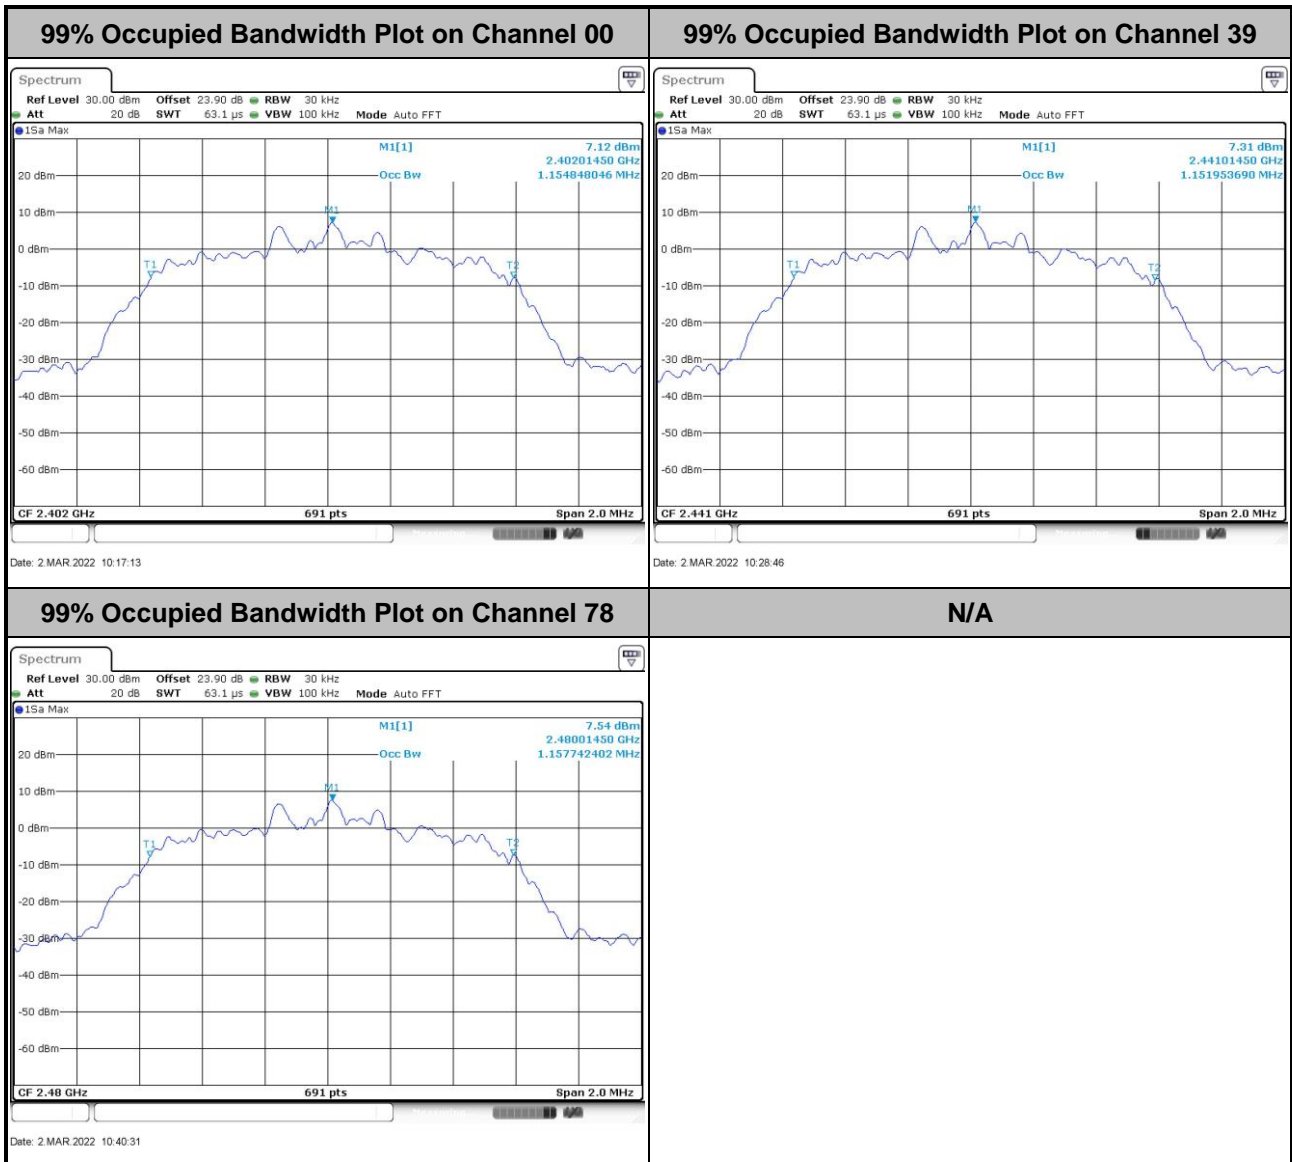 99% Occupied Bandwidth Plot on Channel 00
Spectrum
Ref Level 30.00 dBm Offset 23.90 dB RBW 30 kHz
Att 20 dB SWT 63.1 µs VBW 100 kHz Mode Auto FFT
1Sa Max
M1[1] 7.12 dBm
2.40201450 GHz
Occ Bw 1.154848046 MHz
20 dBm
10 dBm
M1
0 dBm
T1
T2
-10 dBm
-20 dBm
-30 dBm
-40 dBm
-50 dBm
-60 dBm
CF 2.402 GHz 691 pts Span 2.0 MHz
Date: 2.MAR.2022 10:17:13
99% Occupied Bandwidth Plot on Channel 39
Spectrum
Ref Level 30.00 dBm Offset 23.90 dB RBW 30 kHz
Att 20 dB SWT 63.1 µs VBW 100 kHz Mode Auto FFT
1Sa Max
M1[1] 7.31 dBm
2.44101450 GHz
Occ Bw 1.151953690 MHz
20 dBm
10 dBm
M1
0 dBm
T1
T2
-10 dBm
-20 dBm
-30 dBm
-40 dBm
-50 dBm
-60 dBm
CF 2.441 GHz 691 pts Span 2.0 MHz
Date: 2.MAR.2022 10:28:46
99% Occupied Bandwidth Plot on Channel 78
Spectrum
Ref Level 30.00 dBm Offset 23.90 dB RBW 30 kHz
Att 20 dB SWT 63.1 µs VBW 100 kHz Mode Auto FFT
1Sa Max
M1[1] 7.54 dBm
2.48001450 GHz
Occ Bw 1.157742402 MHz
20 dBm
10 dBm
M1
0 dBm
T1
T2
-10 dBm
-20 dBm
-30 dBm
-40 dBm
-50 dBm
-60 dBm
CF 2.48 GHz 691 pts Span 2.0 MHz
Date: 2.MAR.2022 10:40:31
N/A